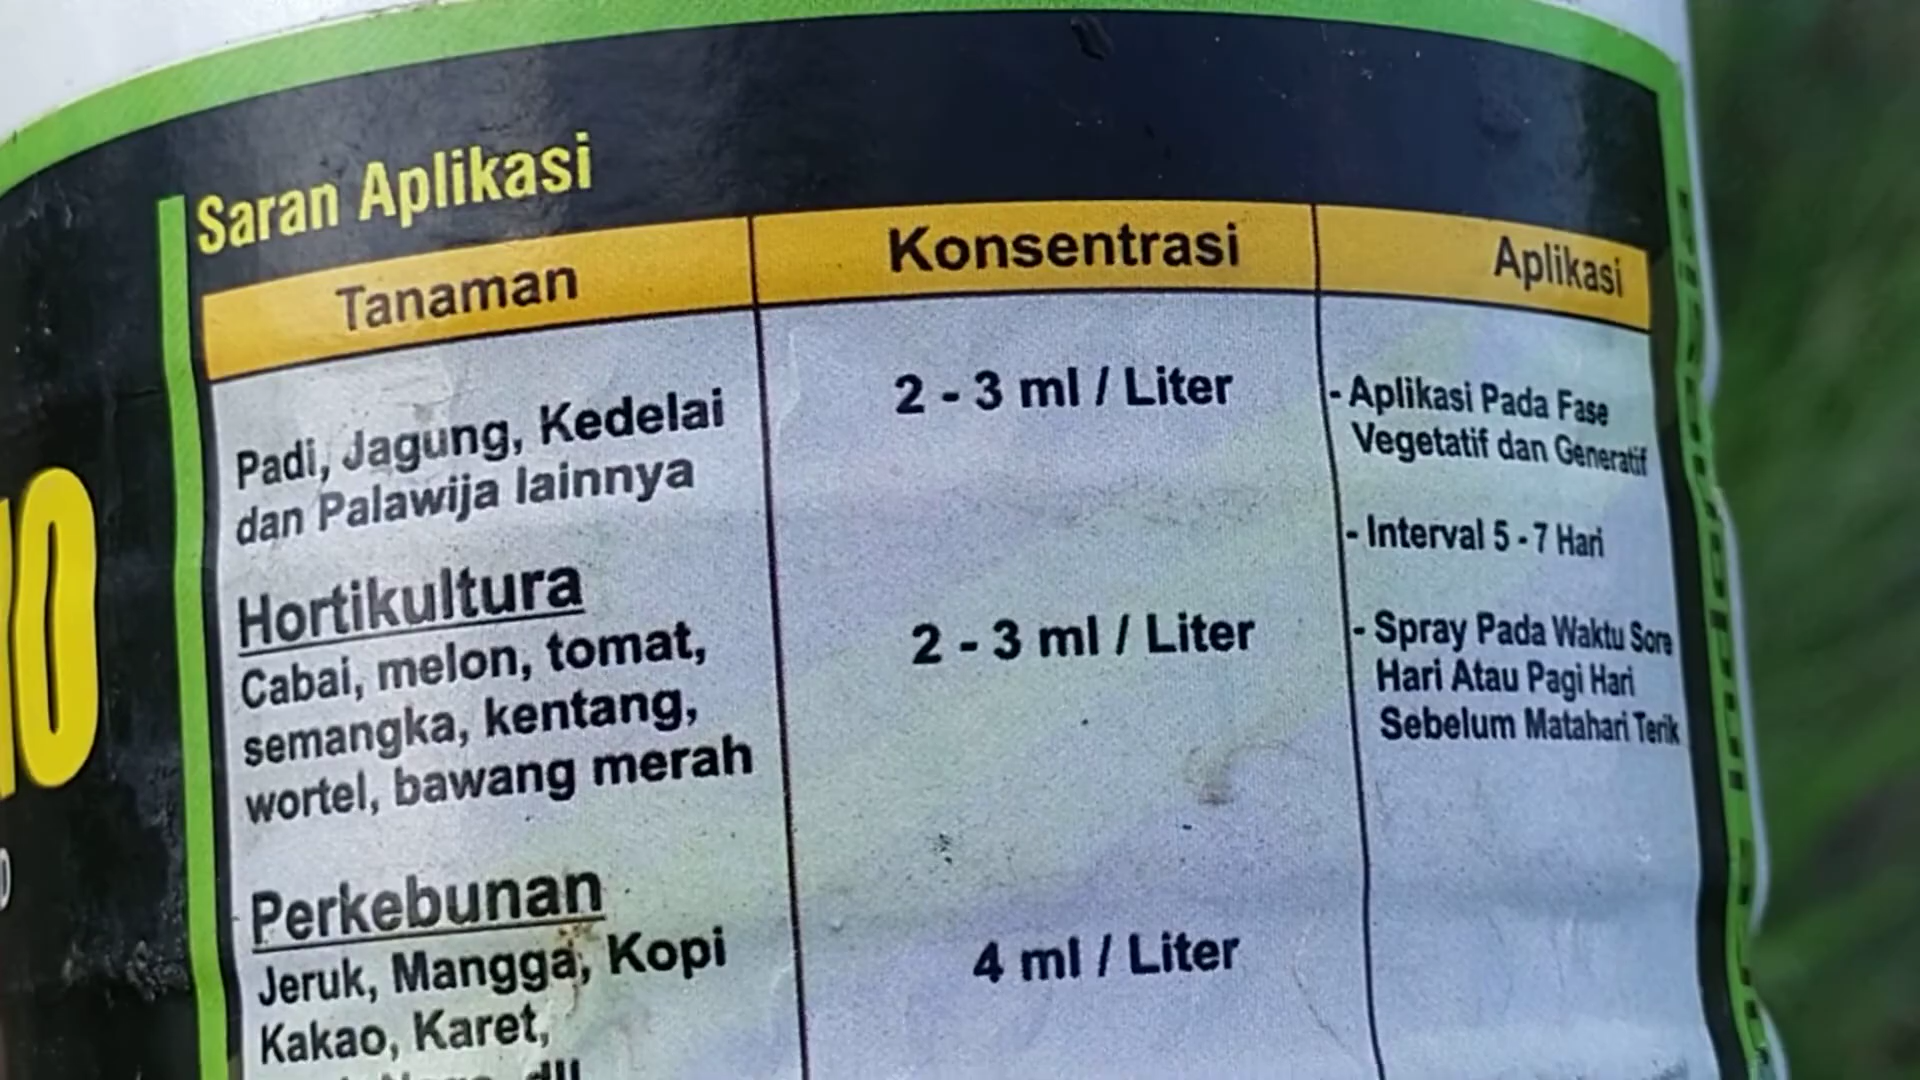 Saran Aplikasi
Tanaman
Konsentrasi
Aplikasi
Padi, Jagung, Kedelai
dan Palawija lainnya
2 - 3 ml / Liter
- Aplikasi Pada Fase
Vegetatif dan Generatif
- Interval 5 - 7 Hari
- Spray Pada Waktu Sore
Hari Atau Pagi Hari
Sebelum Matahari Terik
Hortikultura
Cabai, melon, tomat,
semangka, kentang,
wortel, bawang merah
2 - 3 ml / Liter
Perkebunan
Jeruk, Mangga, Kopi
Kakao, Karet,
dll
4 ml / Liter